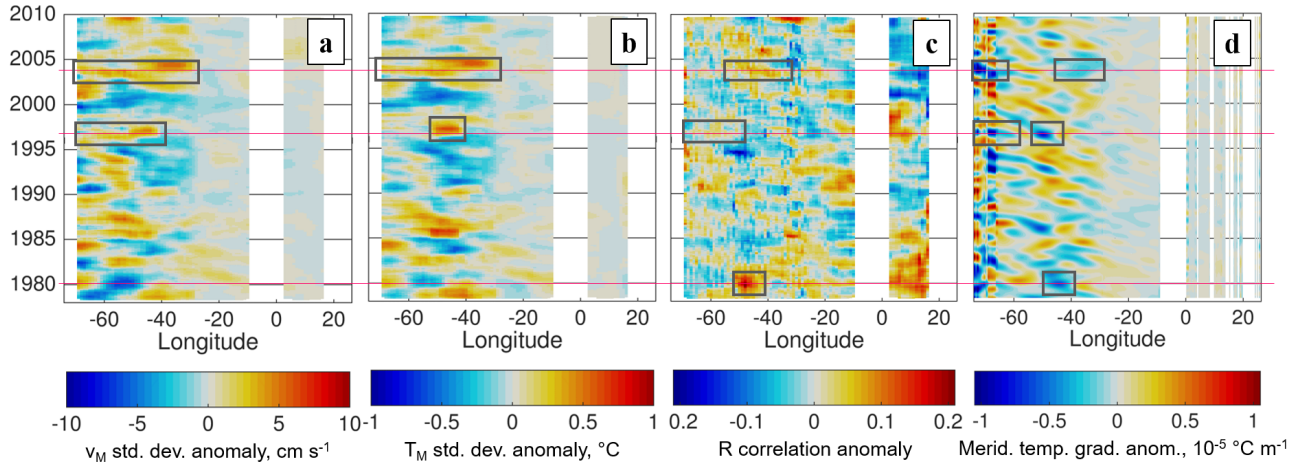 2010
2005
2000
1995
1990
1985
1980
a
b
c
d
-60 -40 -20 0 20
-60 -40 -20 0 20
-60 -40 -20 0 20
-60 -40 -20 0 20
Longitude
Longitude
Longitude
Longitude
-10 -5 0 5 10
-1 -0.5 0 0.5 1
0.2 -0.1 0 0.1 0.2
-1 -0.5 0 0.5 1
v_M std. dev. anomaly, cm s⁻¹
T_M std. dev. anomaly, °C
R correlation anomaly
Merid. temp. grad. anom., 10⁻⁵ °C m⁻¹